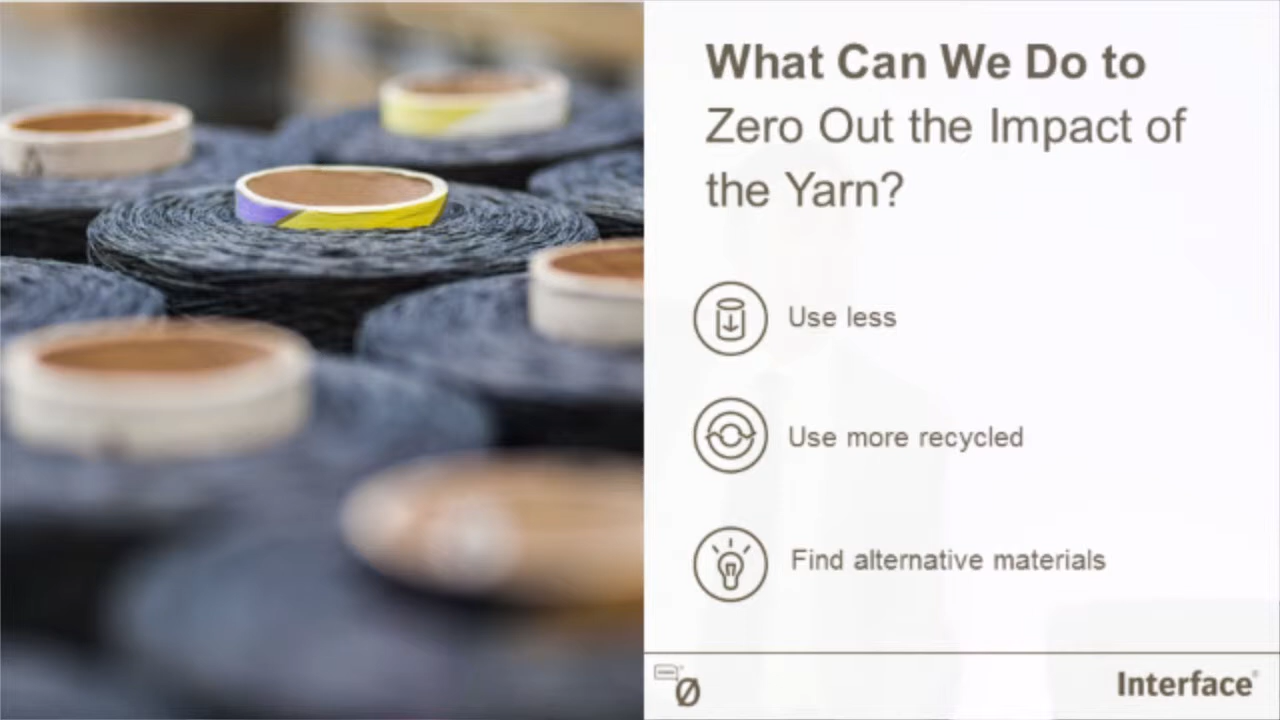 What Can We Do to
Zero Out the Impact of
the Yarn?
Use less
Use more recycled
Find alternative materials
Ø
Interface®